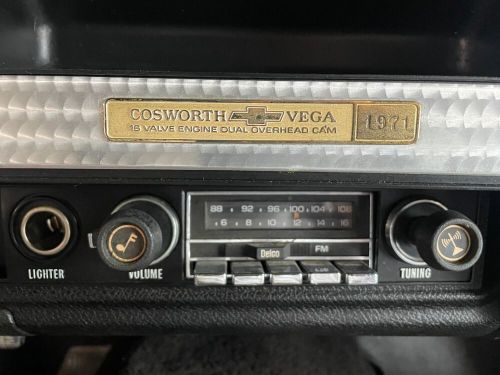 COSWORTH VEGA
16 VALVE ENGINE DUAL OVERHEAD CAM
1971
88 92 96 100 104 108
6 8 10 12 14 16
Delco FM
LIGHTER VOLUME TUNING